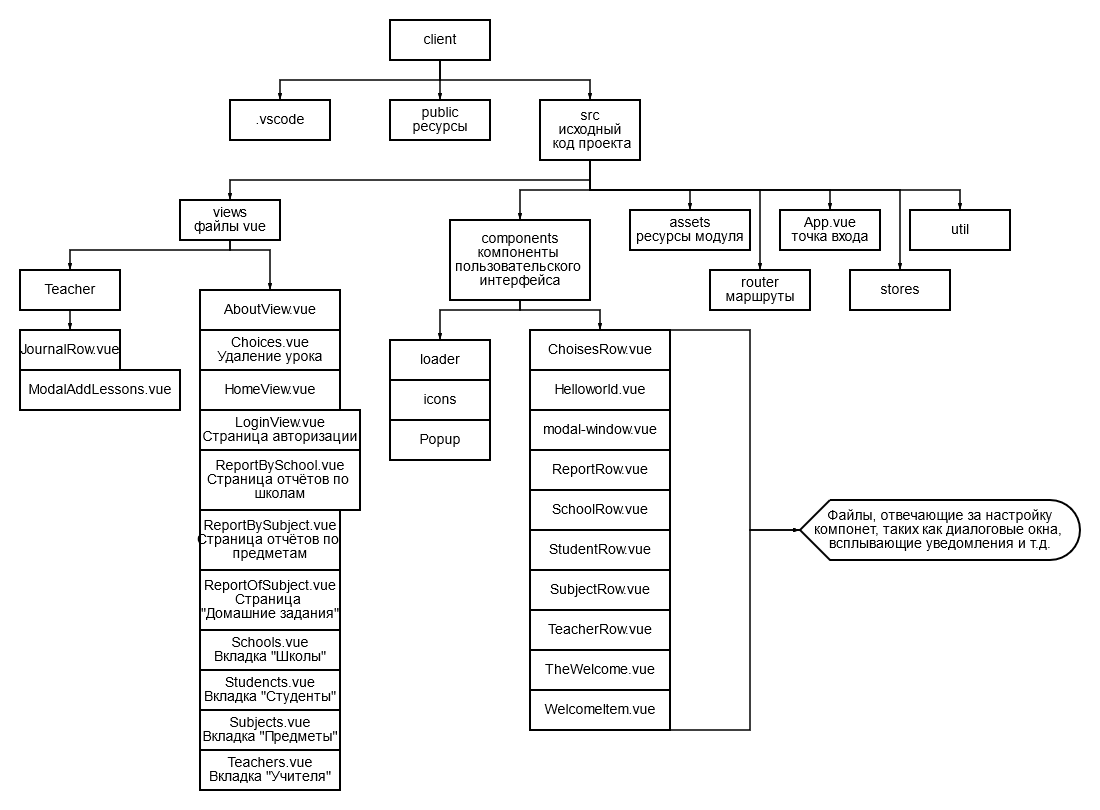 client
.vscode
public
ресурсы
src
исходный
код проекта
views
файлы vue
components
компоненты
пользовательского
интерфейса
assets
ресурсы модуля
App.vue
точка входа
util
router
маршруты
stores
Teacher
JournalRow.vue
ModalAddLessons.vue
AboutView.vue
Choices.vue
Удаление урока
HomeView.vue
LoginView.vue
Страница авторизации
ReportBySchool.vue
Страница отчётов по
школам
ReportBySubject.vue
Страница отчётов по
предметам
ReportOfSubject.vue
Страница
"Домашние задания"
Schools.vue
Вкладка "Школы"
Studencts.vue
Вкладка "Студенты"
Subjects.vue
Вкладка "Предметы"
Teachers.vue
Вкладка "Учителя"
loader
icons
Popup
ChoisesRow.vue
Helloworld.vue
modal-window.vue
ReportRow.vue
SchoolRow.vue
StudentRow.vue
SubjectRow.vue
TeacherRow.vue
TheWelcome.vue
WelcomeItem.vue
Файлы, отвечающие за настройку
компонет, таких как диалоговые окна,
всплывающие уведомления и т.д.